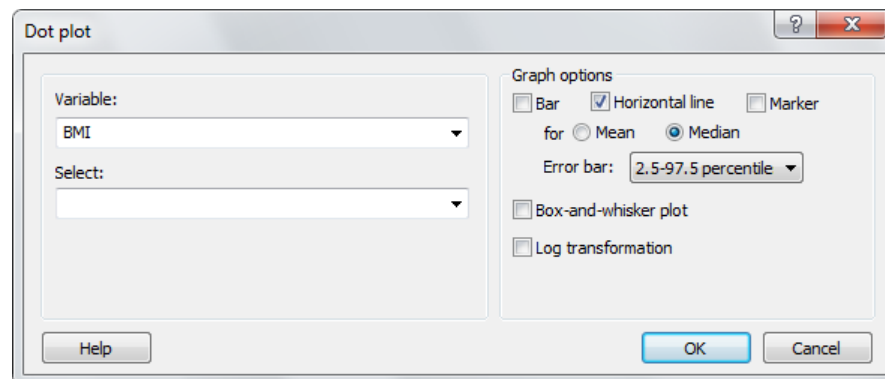 Dot plot
Variable:
BMI
Select:
Graph options
Bar Horizontal line Marker
for Mean Median
Error bar: 2.5-97.5 percentile
Box-and-whisker plot
Log transformation
Help OK Cancel